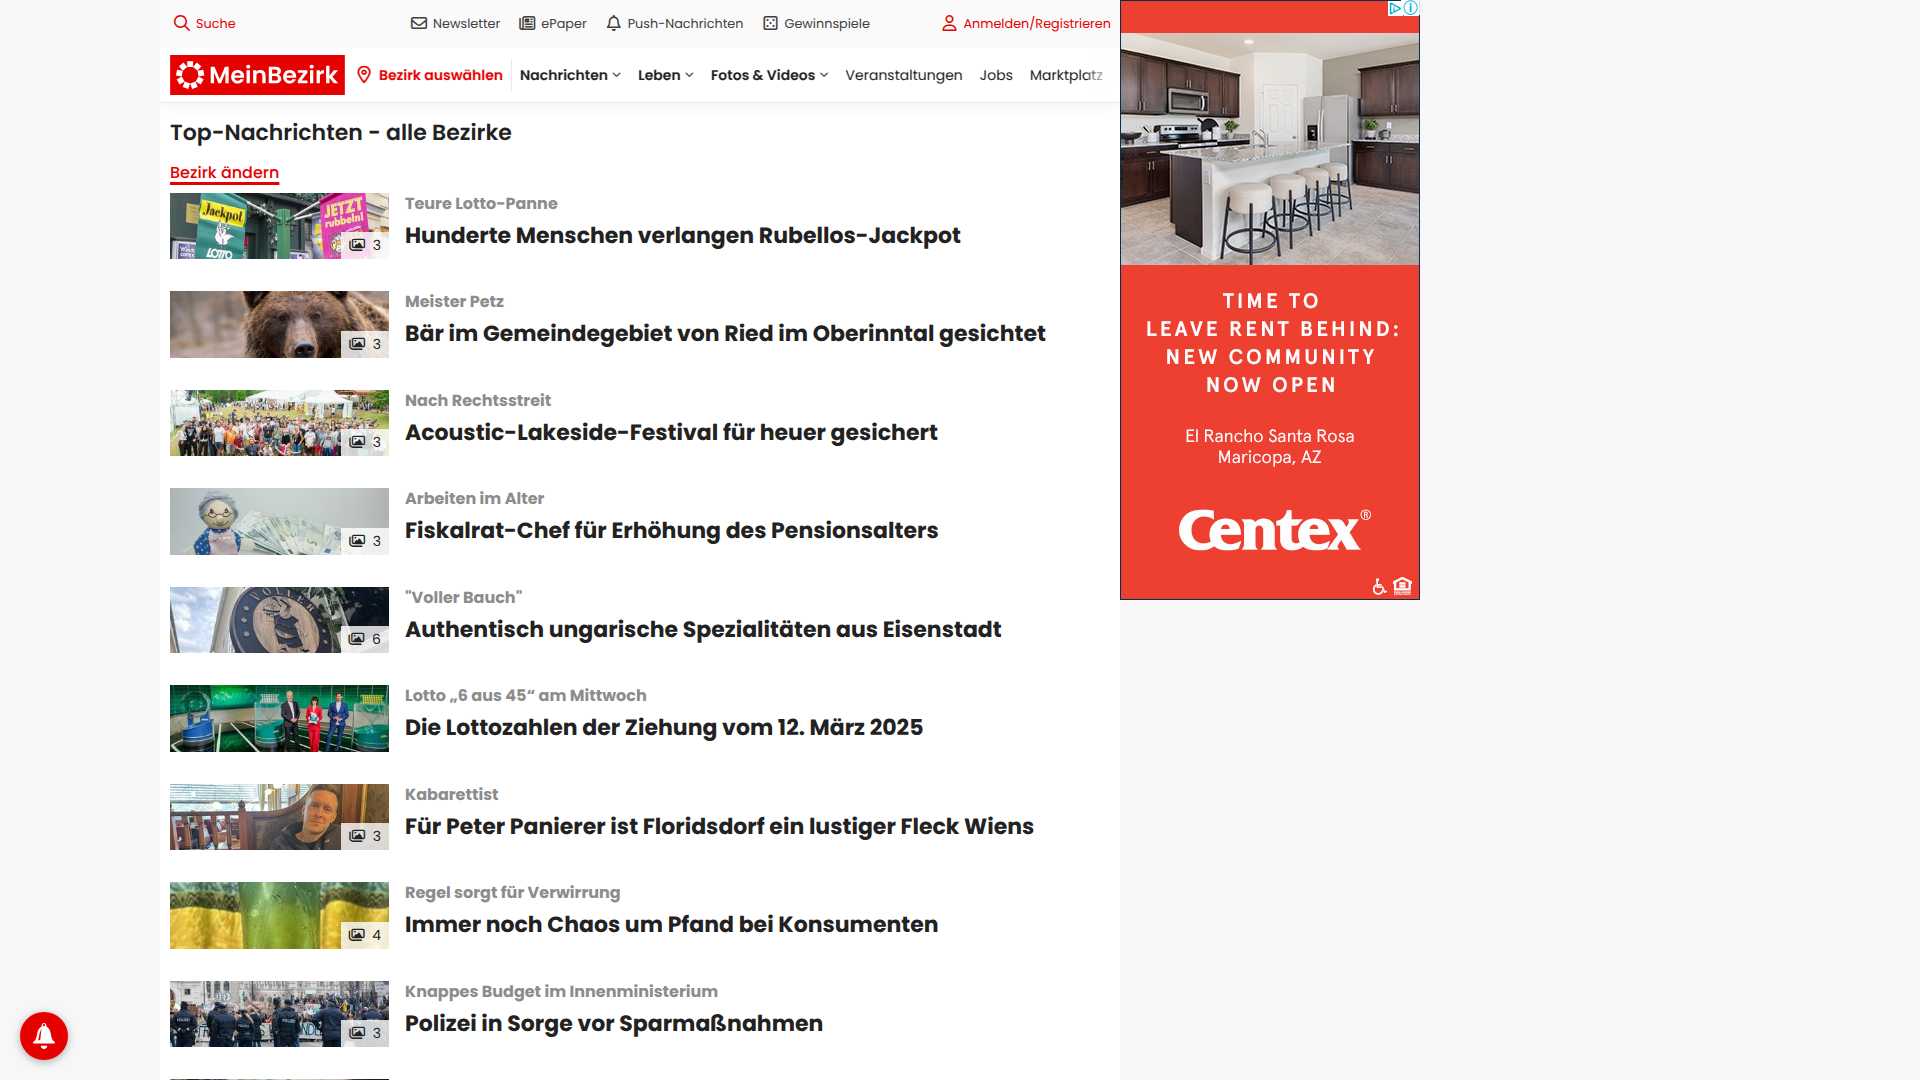 Suche
Newsletter
ePaper
Push-Nachrichten
Gewinnspiele
Anmelden/Registrieren
MeinBezirk
Bezirk auswählen
Nachrichten
Leben
Fotos & Videos
Veranstaltungen
Jobs
Marktplatz
Top-Nachrichten - alle Bezirke
Bezirk ändern
Jackpot
LOTTO
JETZT
rubbeln!
3
Teure Lotto-Panne
Hunderte Menschen verlangen Rubellos-Jackpot
3
Meister Petz
Bär im Gemeindegebiet von Ried im Oberinntal gesichtet
3
Nach Rechtsstreit
Acoustic-Lakeside-Festival für heuer gesichert
3
Arbeiten im Alter
Fiskalrat-Chef für Erhöhung des Pensionsalters
VOLLER
6
"Voller Bauch"
Authentisch ungarische Spezialitäten aus Eisenstadt
Lotto „6 aus 45“ am Mittwoch
Die Lottozahlen der Ziehung vom 12. März 2025
3
Kabarettist
Für Peter Panierer ist Floridsdorf ein lustiger Fleck Wiens
4
Regel sorgt für Verwirrung
Immer noch Chaos um Pfand bei Konsumenten
3
Knappes Budget im Innenministerium
Polizei in Sorge vor Sparmaßnahmen
TIME TO
LEAVE RENT BEHIND:
NEW COMMUNITY
NOW OPEN
El Rancho Santa Rosa
Maricopa, AZ
Centex®